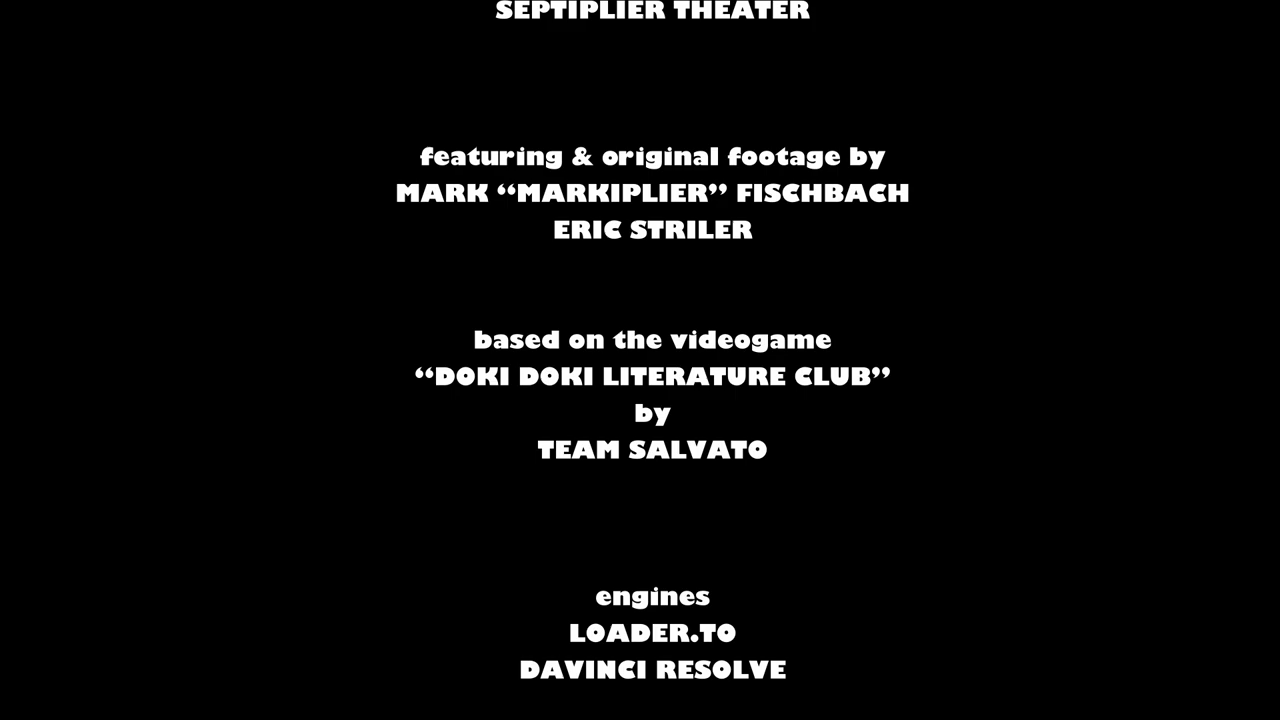 SEPTIPLIER THEATER
featuring & original footage by
MARK “MARKIPLIER” FISCHBACH
ERIC STRILER
based on the videogame
“DOKI DOKI LITERATURE CLUB”
by
TEAM SALVATO
engines
LOADER.TO
DAVINCI RESOLVE